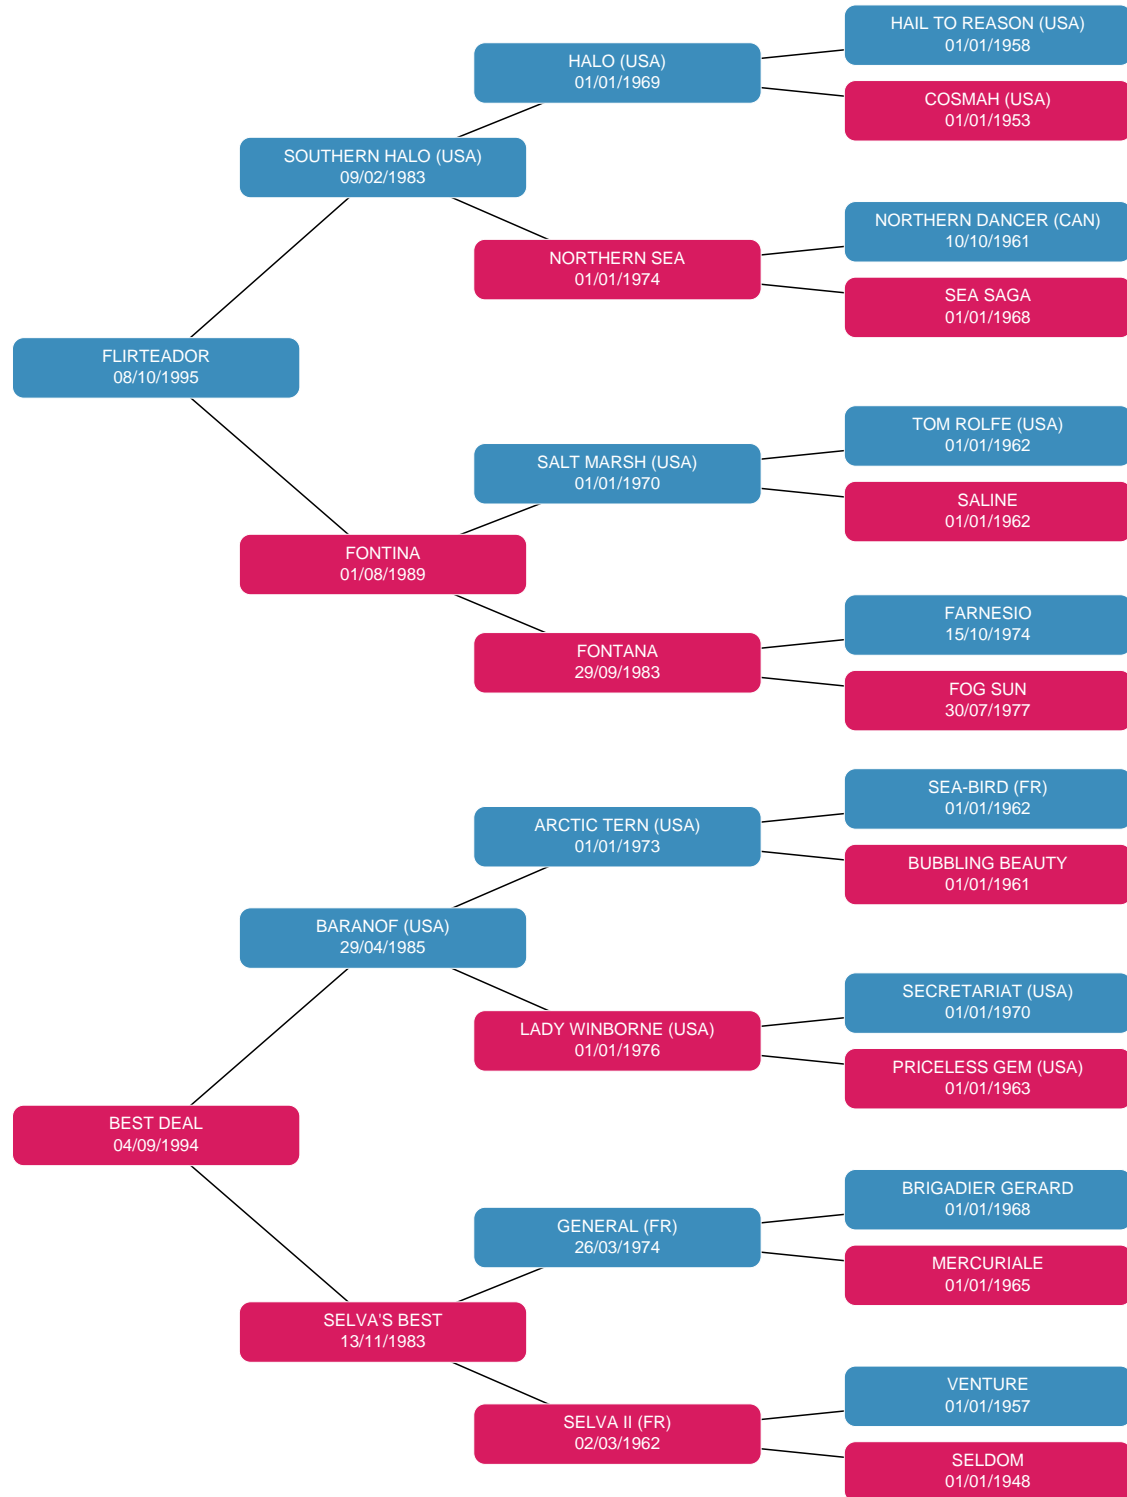 HAIL TO REASON (USA)
01/01/1958
HALO (USA)
01/01/1969
COSMAH (USA)
01/01/1953
SOUTHERN HALO (USA)
09/02/1983
NORTHERN DANCER (CAN)
10/10/1961
NORTHERN SEA
01/01/1974
SEA SAGA
01/01/1968
FLIRTEADOR
08/10/1995
TOM ROLFE (USA)
01/01/1962
SALT MARSH (USA)
01/01/1970
SALINE
01/01/1962
FONTINA
01/08/1989
FARNESIO
15/10/1974
FONTANA
29/09/1983
FOG SUN
30/07/1977
SEA-BIRD (FR)
01/01/1962
ARCTIC TERN (USA)
01/01/1973
BUBBLING BEAUTY
01/01/1961
BARANOF (USA)
29/04/1985
SECRETARIAT (USA)
01/01/1970
LADY WINBORNE (USA)
01/01/1976
PRICELESS GEM (USA)
01/01/1963
BEST DEAL
04/09/1994
BRIGADIER GERARD
01/01/1968
GENERAL (FR)
26/03/1974
MERCURIALE
01/01/1965
SELVA'S BEST
13/11/1983
VENTURE
01/01/1957
SELVA II (FR)
02/03/1962
SELDOM
01/01/1948